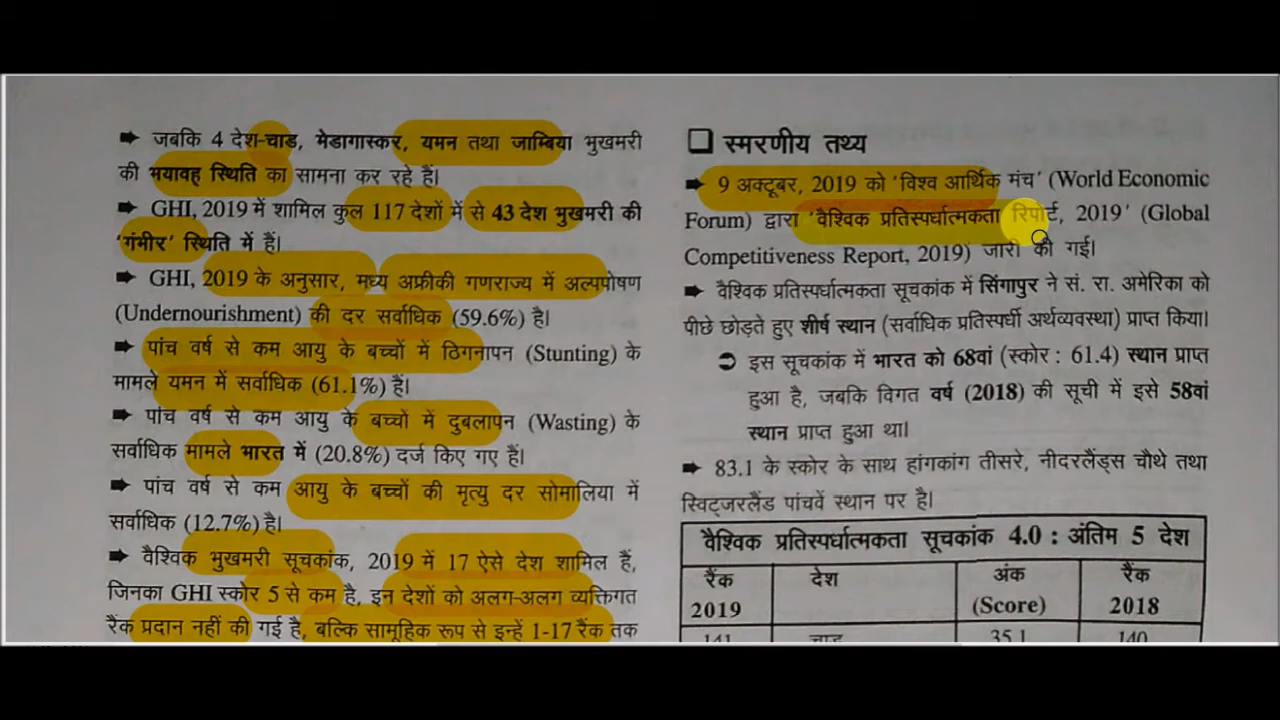 ➨ जबकि 4 देश-चाड, मेडागास्कर, यमन तथा जाम्बिया भुखमरी
की भयावह स्थिति का सामना कर रहे हैं।
➨ GHI, 2019 में शामिल कुल 117 देशों में से 43 देश भुखमरी की
‘गंभीर’ स्थिति में हैं।
➨ GHI, 2019 के अनुसार, मध्य अफ्रीकी गणराज्य में अल्पपोषण
(Undernourishment) की दर सर्वाधिक (59.6%) है।
➨ पांच वर्ष से कम आयु के बच्चों में ठिगनापन (Stunting) के
मामले यमन में सर्वाधिक (61.1%) हैं।
➨ पांच वर्ष से कम आयु के बच्चों में दुबलापन (Wasting) के
सर्वाधिक मामले भारत में (20.8%) दर्ज किए गए हैं।
➨ पांच वर्ष से कम आयु के बच्चों की मृत्यु दर सोमालिया में
सर्वाधिक (12.7%) है।
➨ वैश्विक भुखमरी सूचकांक, 2019 में 17 ऐसे देश शामिल हैं,
जिनका GHI स्कोर 5 से कम है, इन देशों को अलग-अलग व्यक्तिगत
रैंक प्रदान नहीं की गई है, बल्कि सामूहिक रूप से इन्हें 1-17 रैंक तक
❑ स्मरणीय तथ्य
➨ 9 अक्टूबर, 2019 को ‘विश्व आर्थिक मंच’ (World Economic
Forum) द्वारा ‘वैश्विक प्रतिस्पर्धात्मकता रिपोर्ट, 2019’ (Global
Competitiveness Report, 2019) जारी की गई।
➨ वैश्विक प्रतिस्पर्धात्मकता सूचकांक में सिंगापुर ने सं. रा. अमेरिका को
पीछे छोड़ते हुए शीर्ष स्थान (सर्वाधिक प्रतिस्पर्धी अर्थव्यवस्था) प्राप्त किया।
➲ इस सूचकांक में भारत को 68वां (स्कोर : 61.4) स्थान प्राप्त
हुआ है, जबकि विगत वर्ष (2018) की सूची में इसे 58वां
स्थान प्राप्त हुआ था।
➨ 83.1 के स्कोर के साथ हांगकांग तीसरे, नीदरलैंड्स चौथे तथा
स्विट्जरलैंड पांचवें स्थान पर है।
वैश्विक प्रतिस्पर्धात्मकता सूचकांक 4.0 : अंतिम 5 देश
रैंक 2019 देश अंक (Score) रैंक 2018
141 चाड 35.1 140